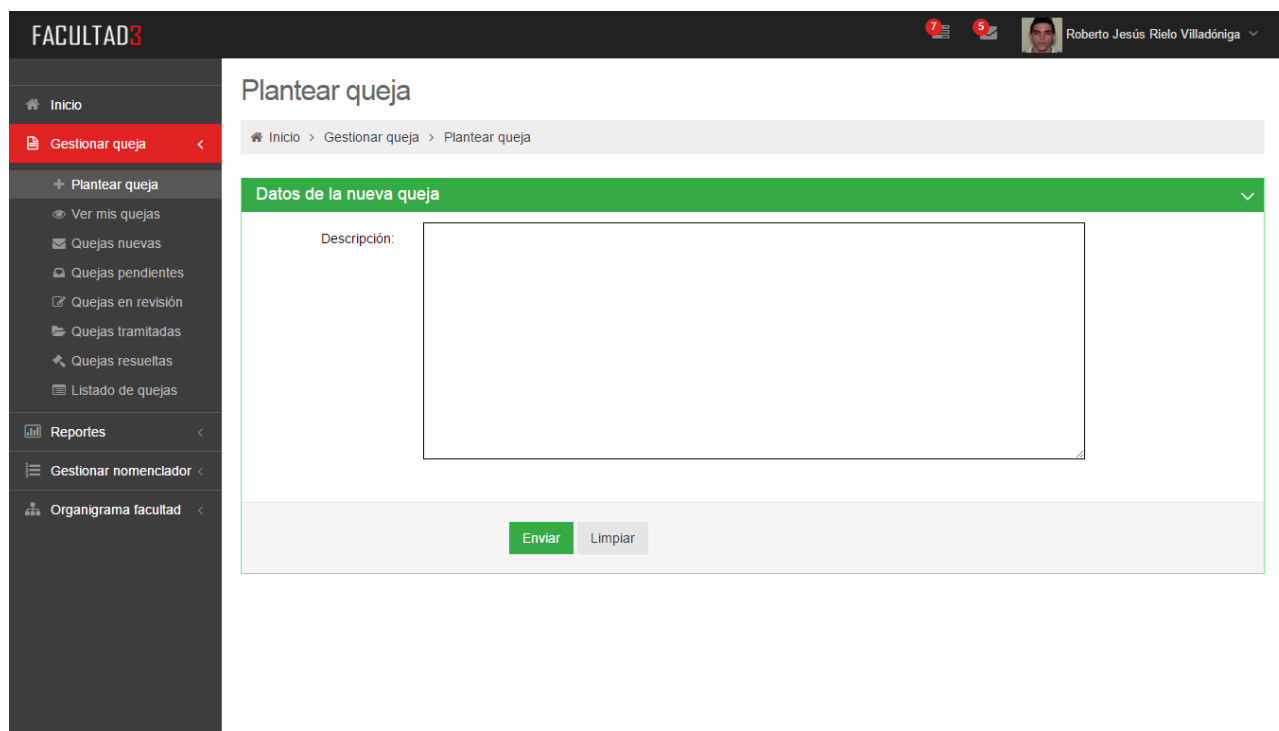 FACULTAD3
7 5 Roberto Jesús Rielo Villadóniga
Inicio
Gestionar queja
Plantear queja
Ver mis quejas
Quejas nuevas
Quejas pendientes
Quejas en revisión
Quejas tramitadas
Quejas resueltas
Listado de quejas
Reportes
Gestionar nomenclador
Organigrama facultad
Plantear queja
Inicio > Gestionar queja > Plantear queja
Datos de la nueva queja
Descripción:
Enviar Limpiar